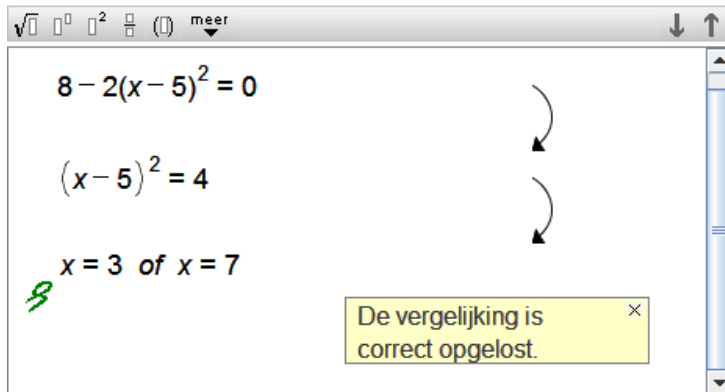 meer
8 − 2(x − 5)² = 0
(x − 5)² = 4
x = 3 of x = 7
De vergelijking is
correct opgelost.